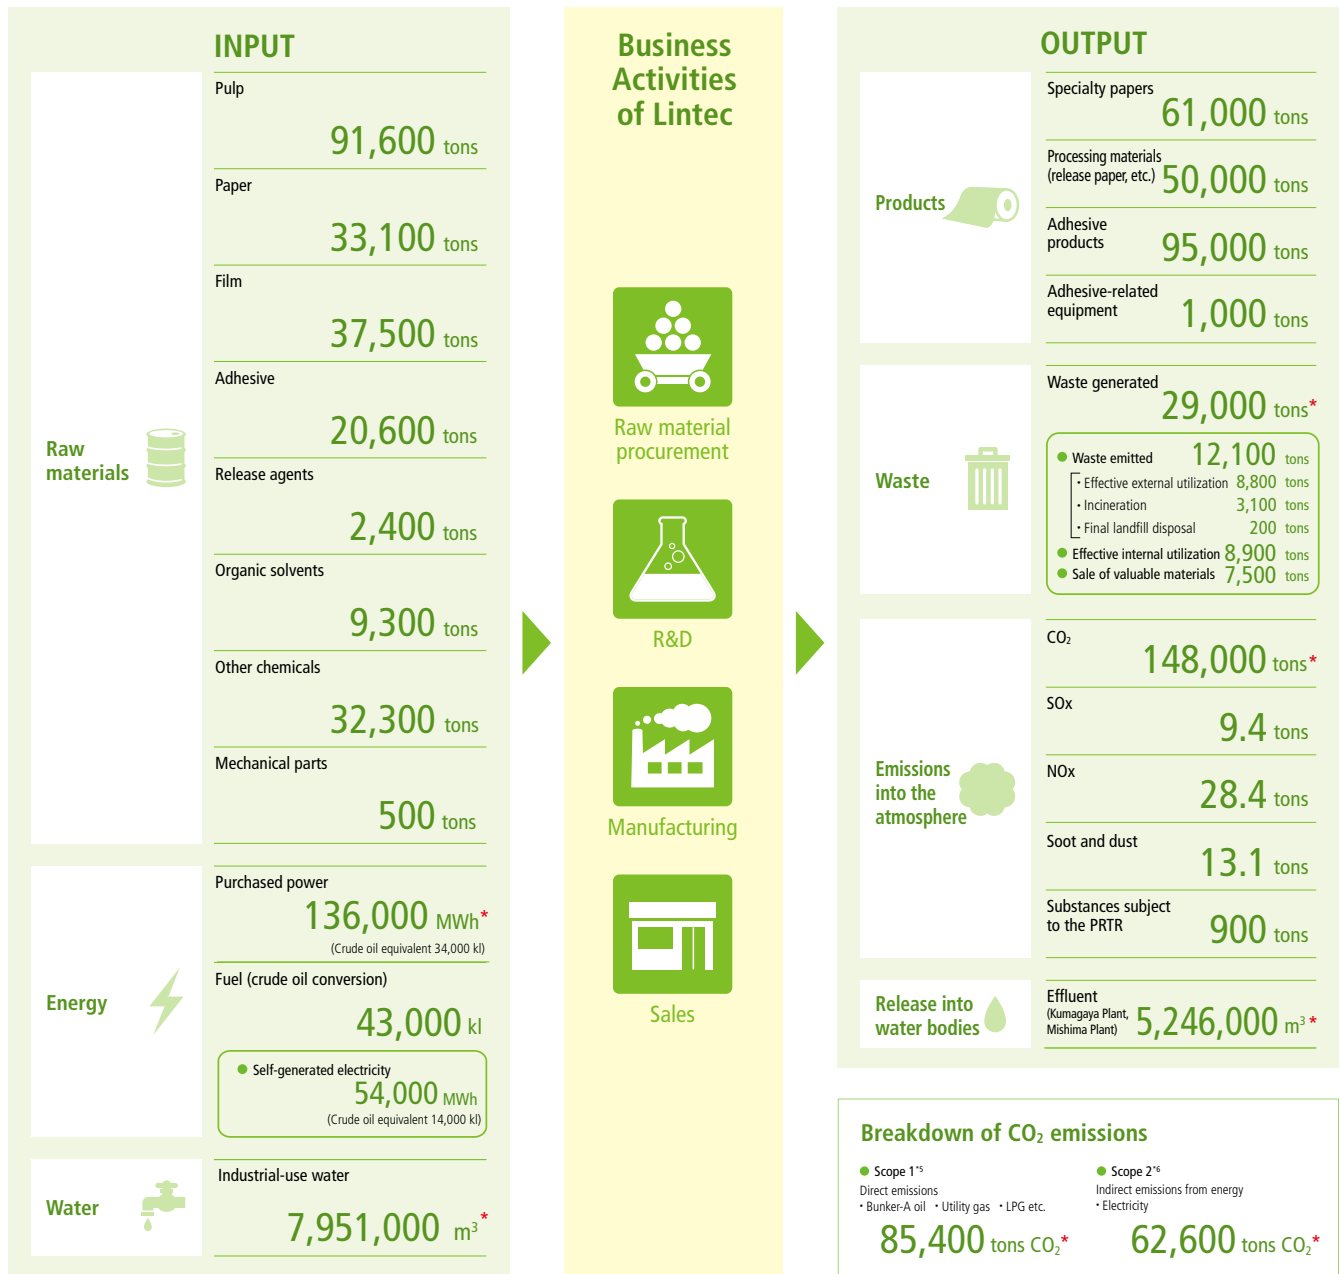 INPUT
Raw
materials
Pulp
91,600 tons
Paper
33,100 tons
Film
37,500 tons
Adhesive
20,600 tons
Release agents
2,400 tons
Organic solvents
9,300 tons
Other chemicals
32,300 tons
Mechanical parts
500 tons
Energy
Purchased power
136,000 MWh*
(Crude oil equivalent 34,000 kl)
Fuel (crude oil conversion)
43,000 kl
● Self-generated electricity
54,000 MWh
(Crude oil equivalent 14,000 kl)
Water
Industrial-use water
7,951,000 m³*
Business
Activities
of Lintec
Raw material
procurement
R&D
Manufacturing
Sales
OUTPUT
Products
Specialty papers
61,000 tons
Processing materials
(release paper, etc.) 50,000 tons
Adhesive
products 95,000 tons
Adhesive-related
equipment 1,000 tons
Waste
Waste generated
29,000 tons*
● Waste emitted 12,100 tons
・Effective external utilization 8,800 tons
・Incineration 3,100 tons
・Final landfill disposal 200 tons
● Effective internal utilization 8,900 tons
● Sale of valuable materials 7,500 tons
Emissions
into the
atmosphere
CO₂
148,000 tons*
SOx
9.4 tons
NOx
28.4 tons
Soot and dust
13.1 tons
Substances subject
to the PRTR 900 tons
Release into
water bodies
Effluent
(Kumagaya Plant,
Mishima Plant) 5,246,000 m³*
Breakdown of CO₂ emissions
● Scope 1*5
Direct emissions
・Bunker-A oil ・Utility gas ・LPG etc.
85,400 tons CO₂*
● Scope 2*6
Indirect emissions from energy
・Electricity
62,600 tons CO₂*